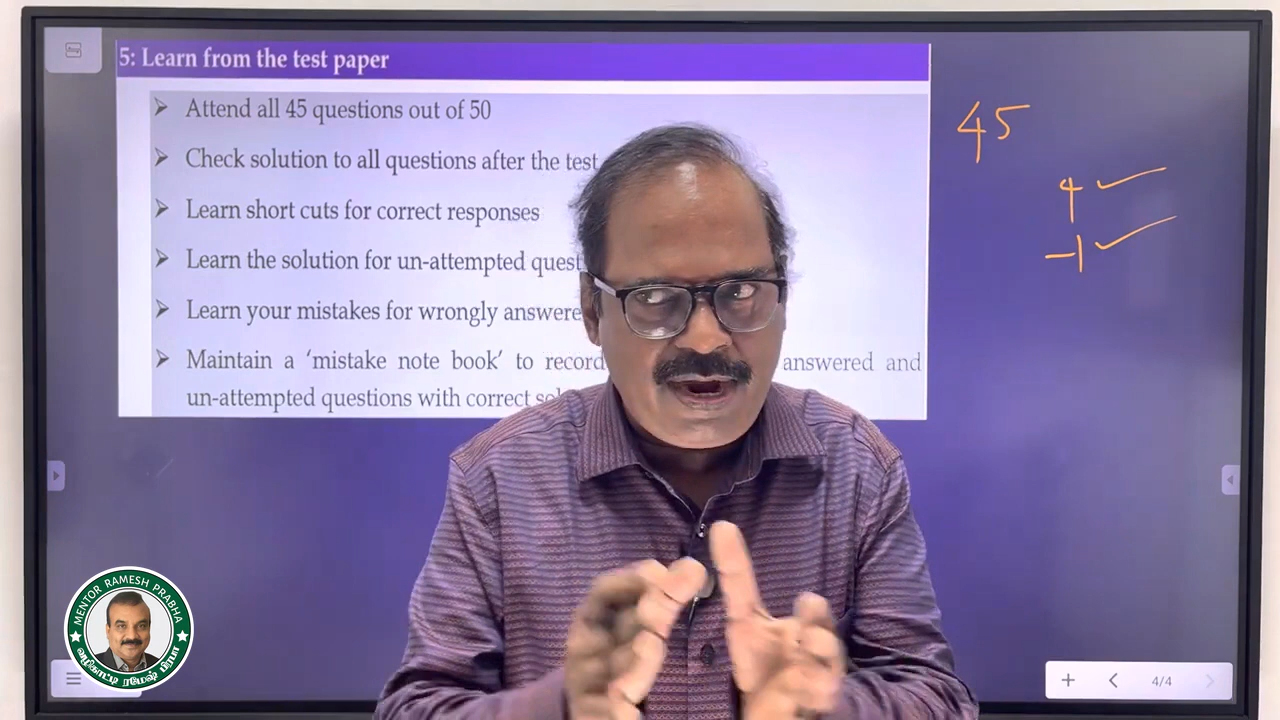 5: Learn from the test paper
➢ Attend all 45 questions out of 50
➢ Check solution to all questions after the test
➢ Learn short cuts for correct responses
➢ Learn the solution for un-attempted quest
➢ Learn your mistakes for wrongly answere
➢ Maintain a ‘mistake note book’ to record answered and
un-attempted questions with correct
45
4 ✓
-1 ✓
MENTOR RAMESH PRABHA
வழிகாட்டி ரமேஷ் பிரபா
4/4